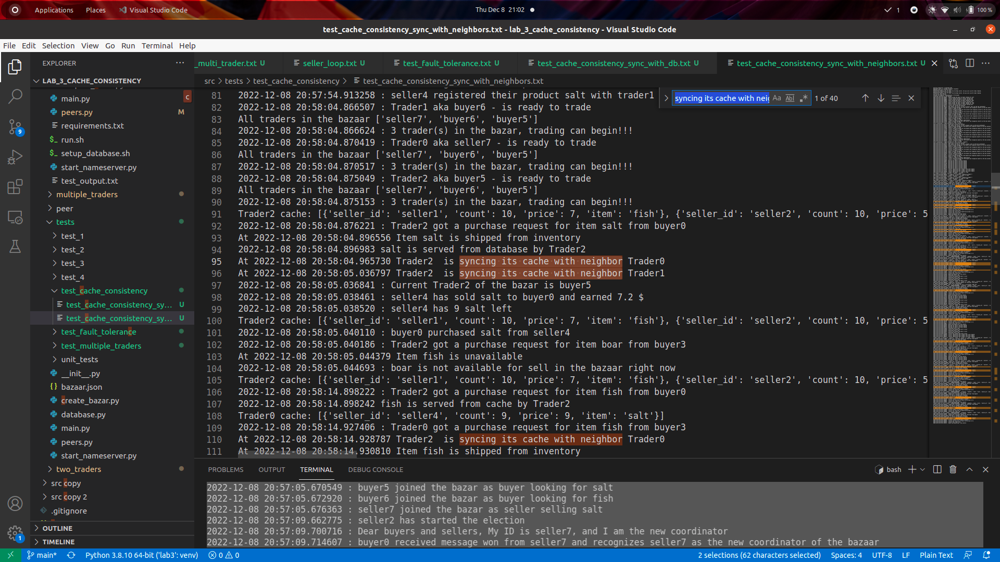 Applications Places Visual Studio Code Thu Dec 8 21:02 1 100 %
test_cache_consistency_sync_with_neighbors.txt - lab_3_cache_consistency - Visual Studio Code
File Edit Selection View Go Run Terminal Help
EXPLORER
LAB_3_CACHE_CONSISTENCY
main.py c
peers.py M
requirements.txt
run.sh
setup_database.sh
start_nameserver.py
test_output.txt
multiple_traders
peer
tests
test_1
test_2
test_3
test_4
test_cache_consistency
test_cache_consistency_sy... U
test_cache_consistency_sy... U
test_fault_tolerance
test_multiple_traders
unit_tests
__init__.py
bazaar.json
create_bazar.py
database.py
main.py
peers.py
start_nameserver.py
two_traders
src copy
src copy 2
.gitignore
OUTLINE
TIMELINE
9
1
_multi_trader.txt U seller_loop.txt U test_fault_tolerance.txt U test_cache_consistency_sync_with_db.txt U test_cache_consistency_sync_with_neighbors.txt U
src > tests > test_cache_consistency > test_cache_consistency_sync_with_neighbors.txt
syncing its cache with neig Aa Abl .* 1 of 40
81 2022-12-08 20:57:54.913258 : seller4 registered their product salt with trader1
82 2022-12-08 20:58:04.866507 : Trader1 aka buyer6 - is ready to trade
83 All traders in the bazaar ['seller7', 'buyer6', 'buyer5']
84 2022-12-08 20:58:04.866624 : 3 trader(s) in the bazar, trading can begin!!!
85 2022-12-08 20:58:04.870419 : Trader0 aka seller7 - is ready to trade
86 All traders in the bazaar ['seller7', 'buyer6', 'buyer5']
87 2022-12-08 20:58:04.870517 : 3 trader(s) in the bazar, trading can begin!!!
88 2022-12-08 20:58:04.875049 : Trader2 aka buyer5 - is ready to trade
89 All traders in the bazaar ['seller7', 'buyer6', 'buyer5']
90 2022-12-08 20:58:04.875153 : 3 trader(s) in the bazar, trading can begin!!!
91 Trader2 cache: [{'seller_id': 'seller1', 'count': 10, 'price': 7, 'item': 'fish'}, {'seller_id': 'seller2', 'count': 10, 'price': 5
92 2022-12-08 20:58:04.876221 : Trader2 got a purchase request for item salt from buyer0
93 At 2022-12-08 20:58:04.896556 Item salt is shipped from inventory
94 2022-12-08 20:58:04.896983 salt is served from database by Trader2
95 At 2022-12-08 20:58:04.965730 Trader2  is syncing its cache with neighbor Trader0
96 At 2022-12-08 20:58:05.036797 Trader2  is syncing its cache with neighbor Trader1
97 2022-12-08 20:58:05.036841 : Current Trader2 of the bazar is buyer5
98 2022-12-08 20:58:05.038461 : seller4 has sold salt to buyer0 and earned 7.2 $
99 2022-12-08 20:58:05.038520 : seller4 has 9 salt left
100 Trader2 cache: [{'seller_id': 'seller1', 'count': 10, 'price': 7, 'item': 'fish'}, {'seller_id': 'seller2', 'count': 10, 'price': 5
101 2022-12-08 20:58:05.040110 : buyer0 purchased salt from seller4
102 2022-12-08 20:58:05.040186 : Trader2 got a purchase request for item boar from buyer3
103 At 2022-12-08 20:58:05.044379 Item fish is unavailable
104 2022-12-08 20:58:05.044693 : boar is not available for sell in the bazaar right now
105 Trader2 cache: [{'seller_id': 'seller1', 'count': 10, 'price': 7, 'item': 'fish'}, {'seller_id': 'seller2', 'count': 10, 'price': 5
106 2022-12-08 20:58:14.898222 : Trader2 got a purchase request for item fish from buyer0
107 2022-12-08 20:58:14.898242 fish is served from cache by Trader2
108 Trader0 cache: [{'seller_id': 'seller4', 'count': 9, 'price': 9, 'item': 'salt'}]
109 2022-12-08 20:58:14.927406 : Trader0 got a purchase request for item fish from buyer3
110 At 2022-12-08 20:58:14.928787 Trader2  is syncing its cache with neighbor Trader0
111 At 2022-12-08 20:58:14.930810 Item fish is shipped from inventory
PROBLEMS OUTPUT TERMINAL DEBUG CONSOLE bash
2022-12-08 20:57:05.670549 : buyer5 joined the bazar as buyer looking for salt
2022-12-08 20:57:05.672920 : buyer6 joined the bazar as buyer looking for fish
2022-12-08 20:57:05.676363 : seller7 joined the bazar as seller selling salt
2022-12-08 20:57:09.662775 : seller2 has started the election
2022-12-08 20:57:09.700716 : Dear buyers and sellers, My ID is seller7, and I am the new coordinator
2022-12-08 20:57:09.714607 : buyer0 received message won from seller7 and recognizes seller7 as the new coordinator of the bazaar
main* Python 3.8.10 64-bit ('lab3': venv) 0 0 2 selections (62 characters selected) Spaces: 4 UTF-8 LF Plain Text